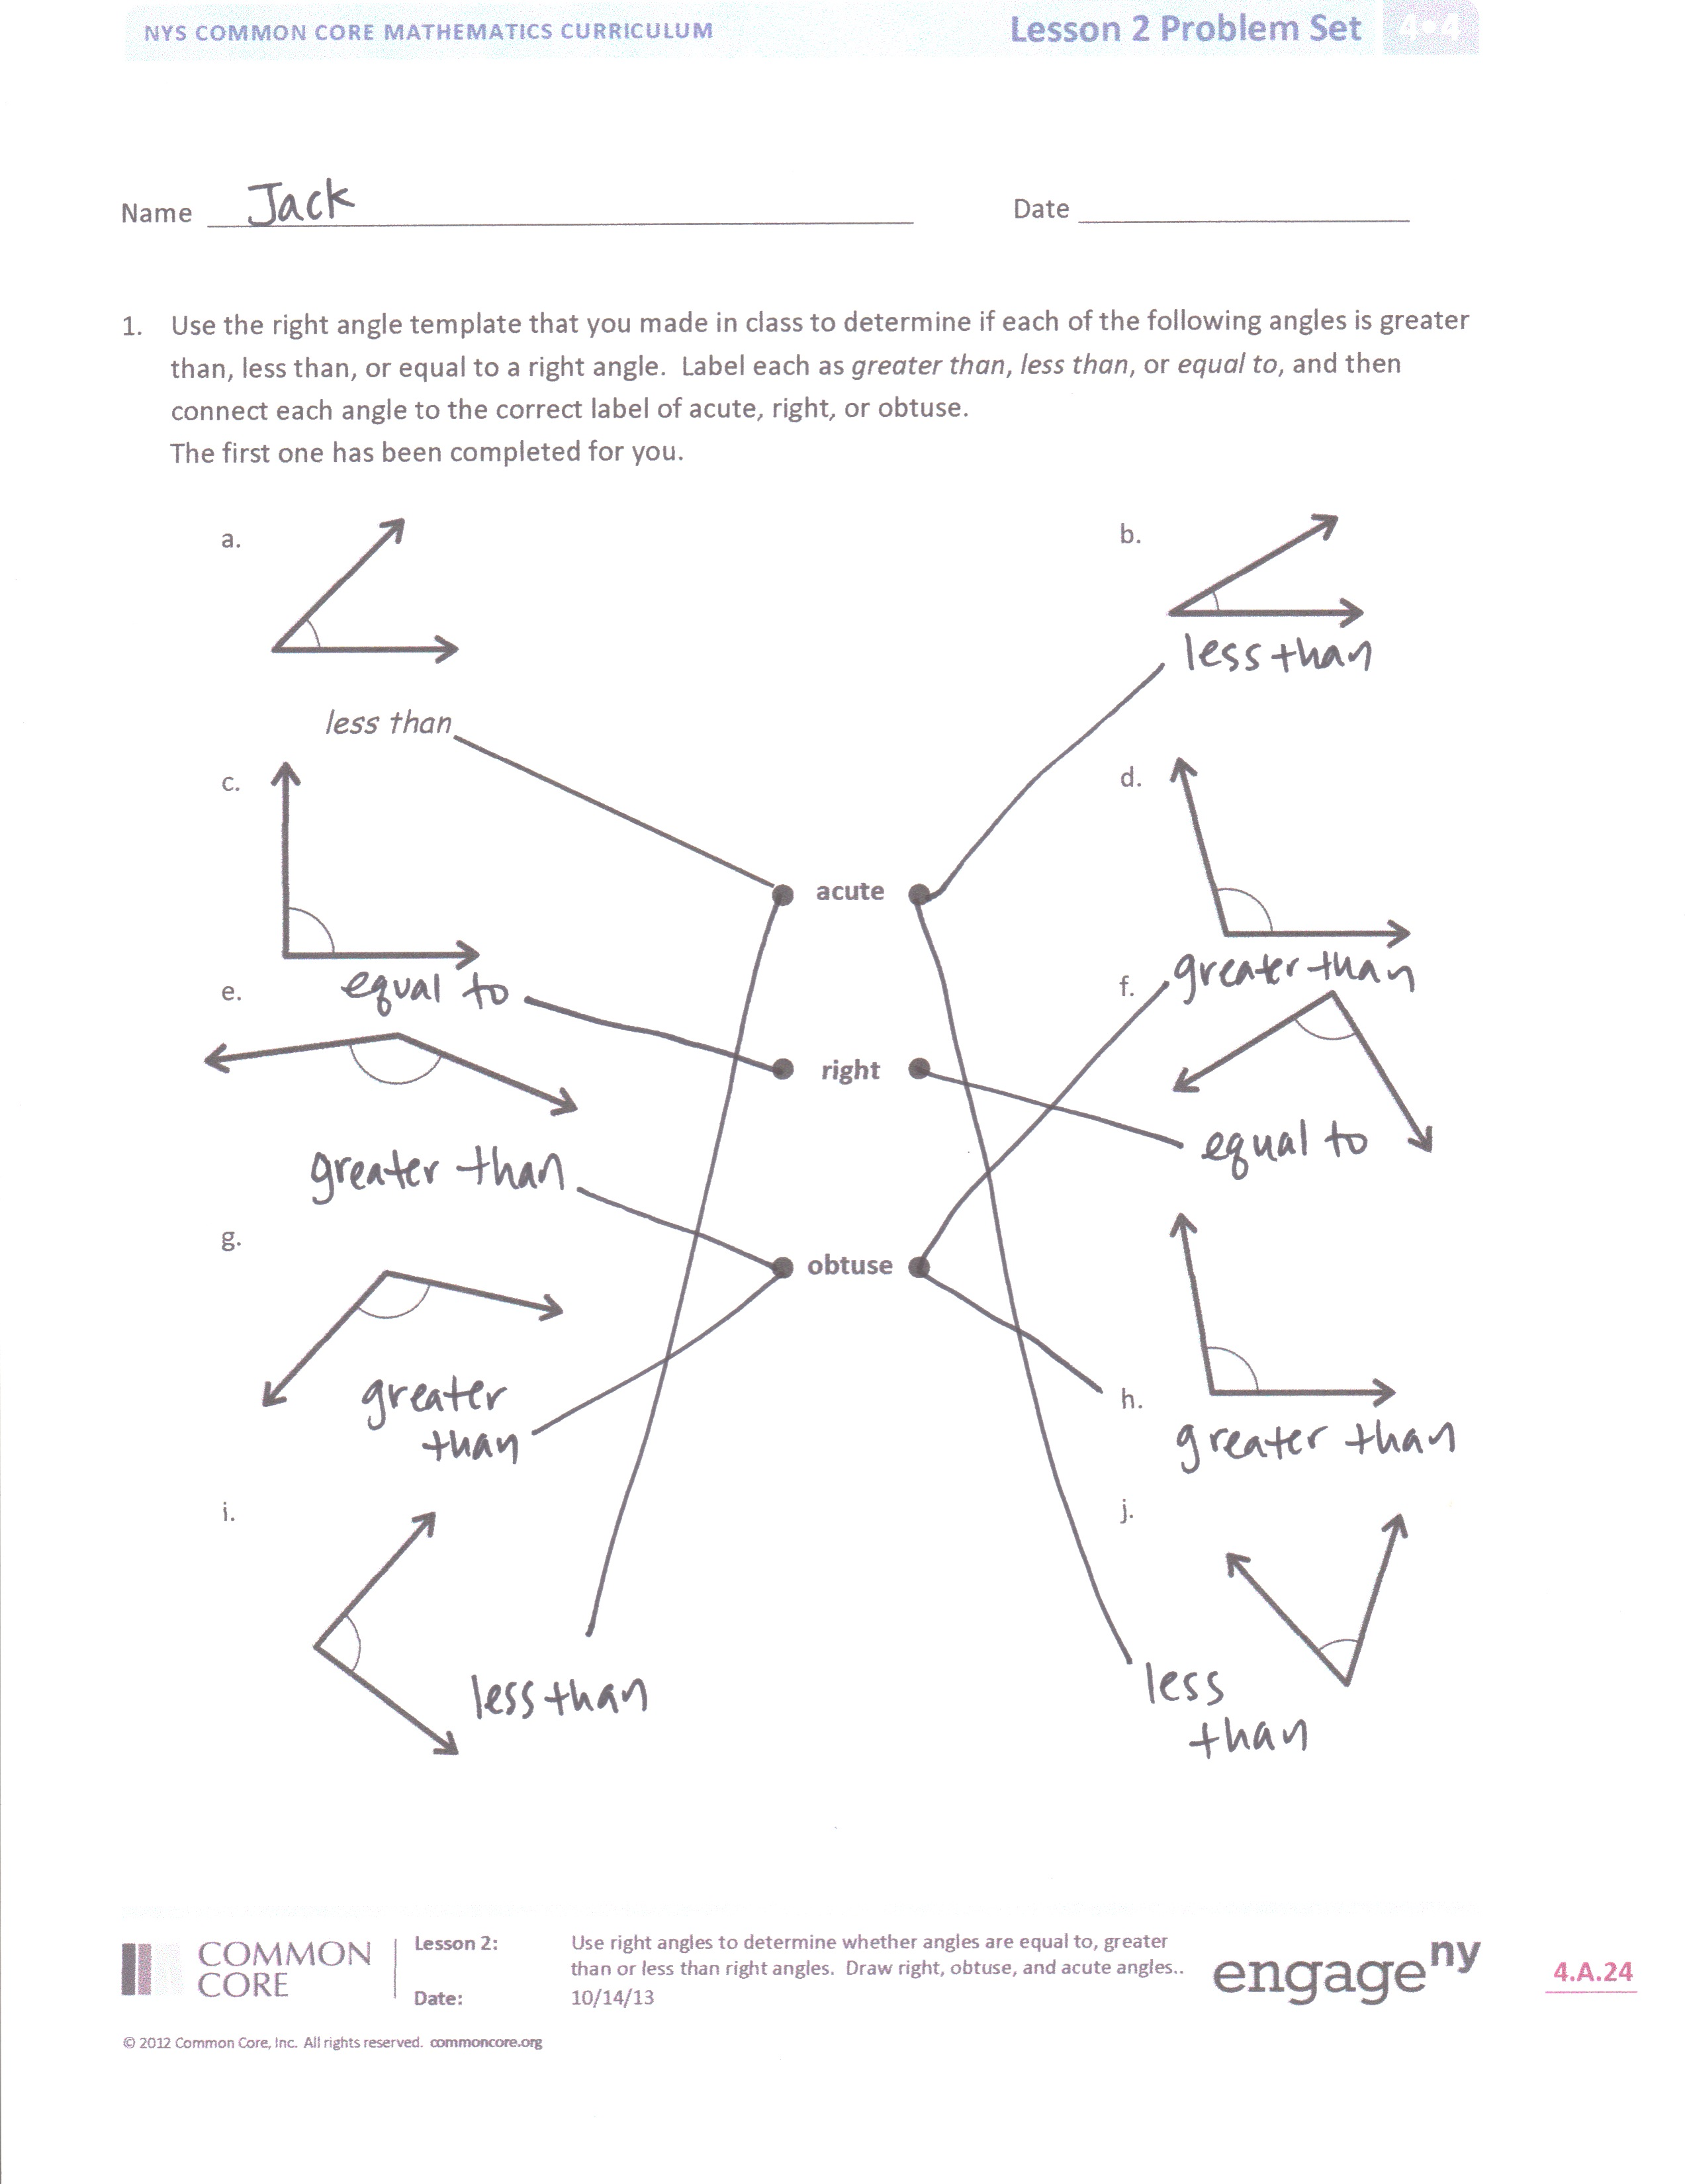 NYS COMMON CORE MATHEMATICS CURRICULUM
Lesson 2 Problem Set
4•4
Name Jack
Date
1. Use the right angle template that you made in class to determine if each of the following angles is greater
than, less than, or equal to a right angle. Label each as greater than, less than, or equal to, and then
connect each angle to the correct label of acute, right, or obtuse.
The first one has been completed for you.
a.
b.
less than
less than
c.
d.
acute
equal to
greater than
e.
f.
right
greater than
equal to
g.
obtuse
greater
than
h.
greater than
i.
j.
less than
less
than
COMMON
CORE
Lesson 2:
Date:
Use right angles to determine whether angles are equal to, greater
than or less than right angles. Draw right, obtuse, and acute angles..
10/14/13
engage ny
4.A.24
© 2012 Common Core, Inc. All rights reserved. commoncore.org